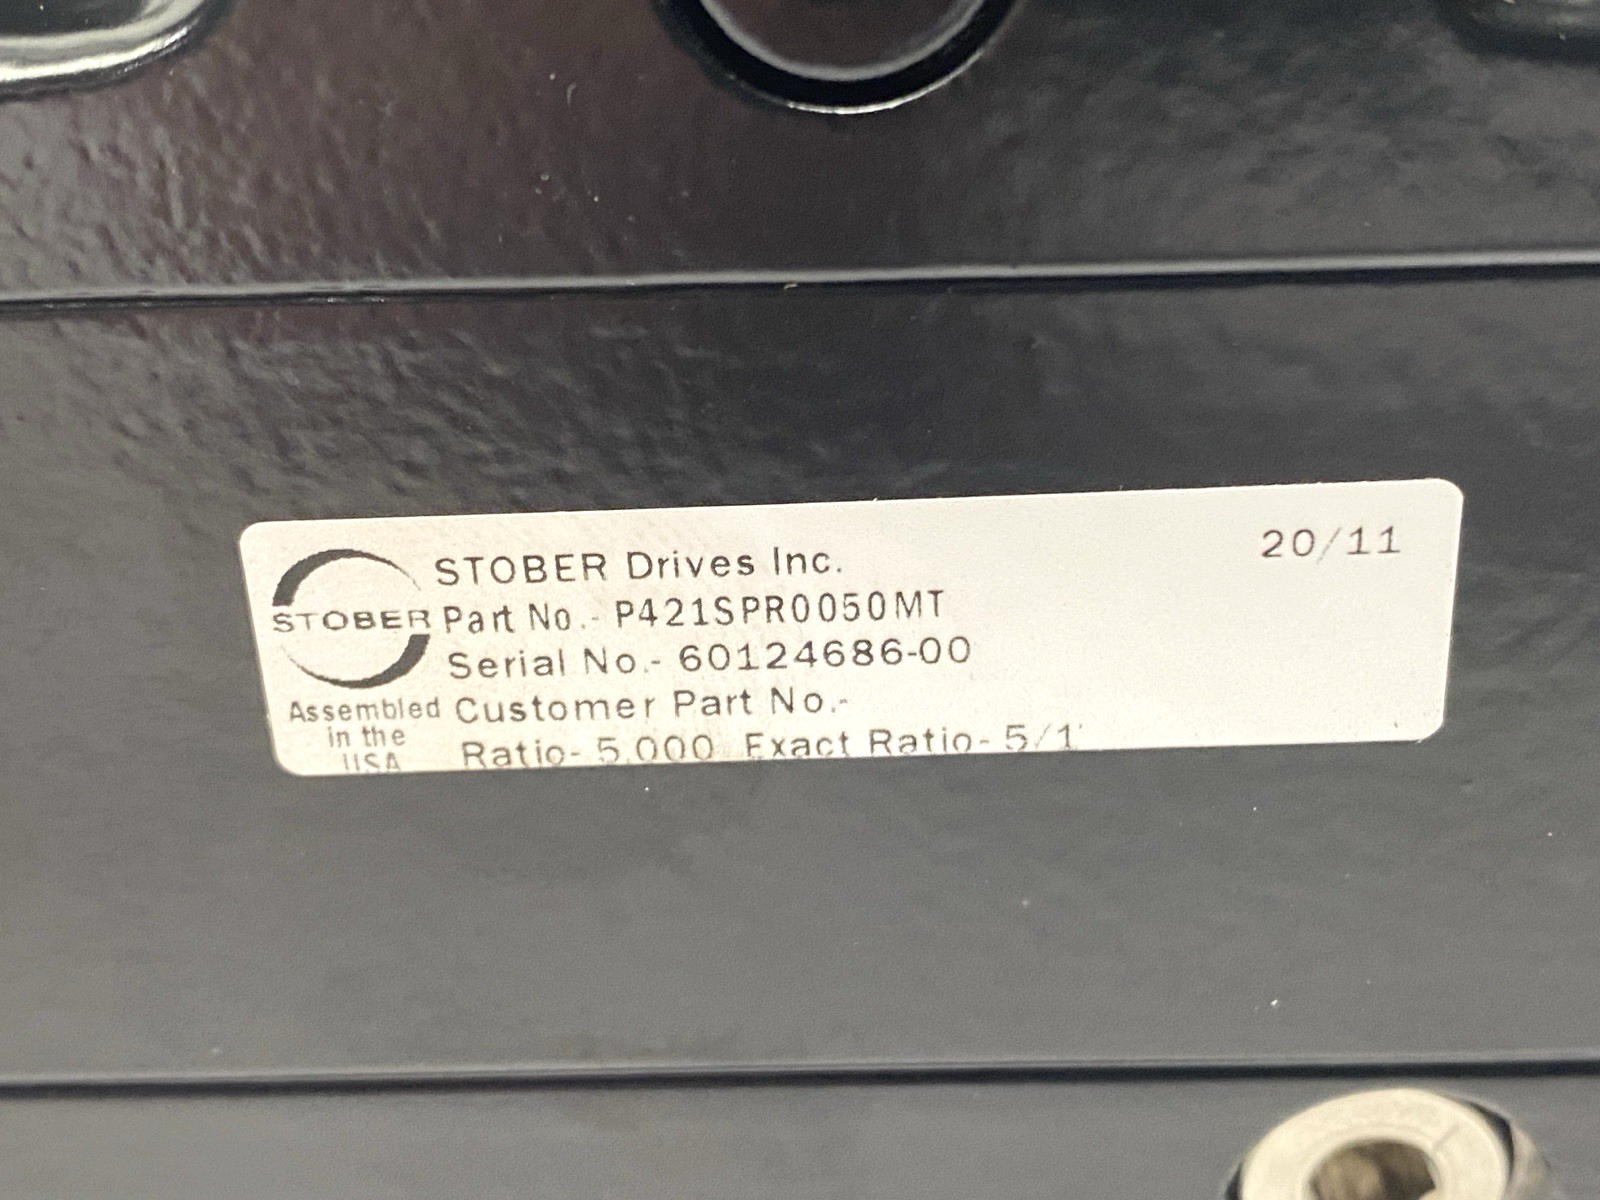 STOBER Drives Inc.
20/11
STOBER
Part No.- P421SPR0050MT
Serial No.- 60124686-00
Customer Part No.-
Assembled
in the
USA
Ratio- 5.000 Exact Ratio- 5/1